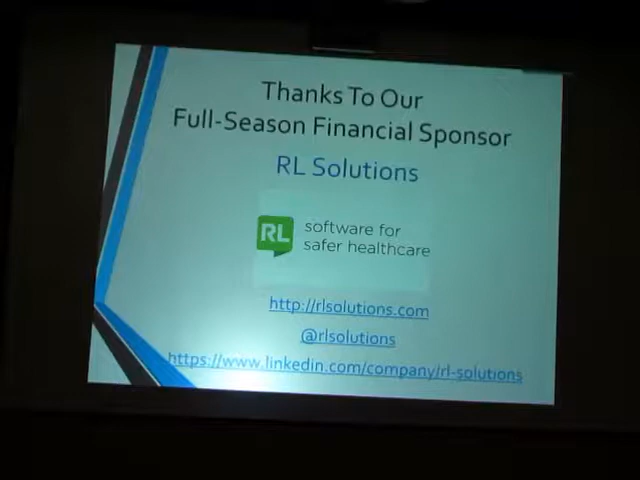 Thanks To Our
Full-Season Financial Sponsor
RL Solutions
RL
software for
safer healthcare
http://rlsolutions.com
@rlsolutions
https://www.linkedin.com/company/rl-solutions